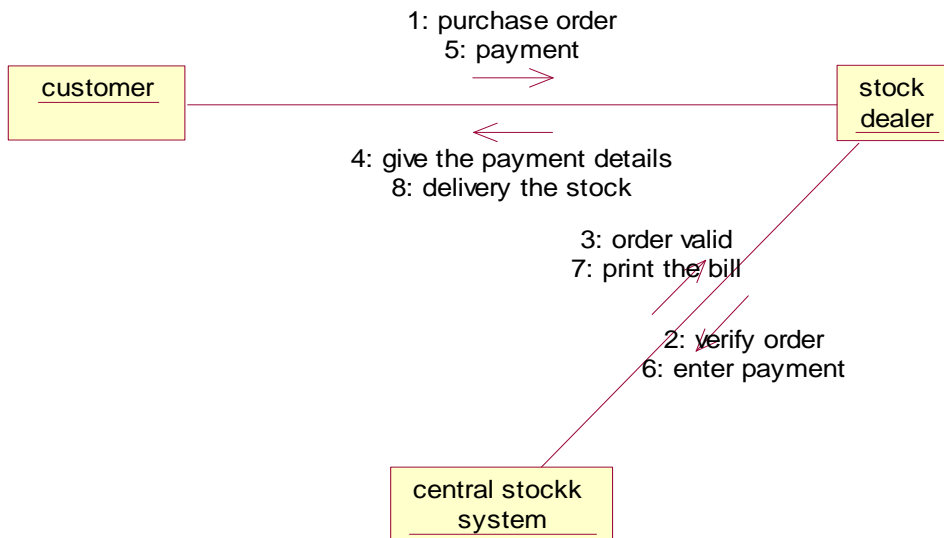 1: purchase order
5: payment
customer
stock
dealer
4: give the payment details
8: delivery the stock
3: order valid
7: print the bill
2: verify order
6: enter payment
central stockk
system